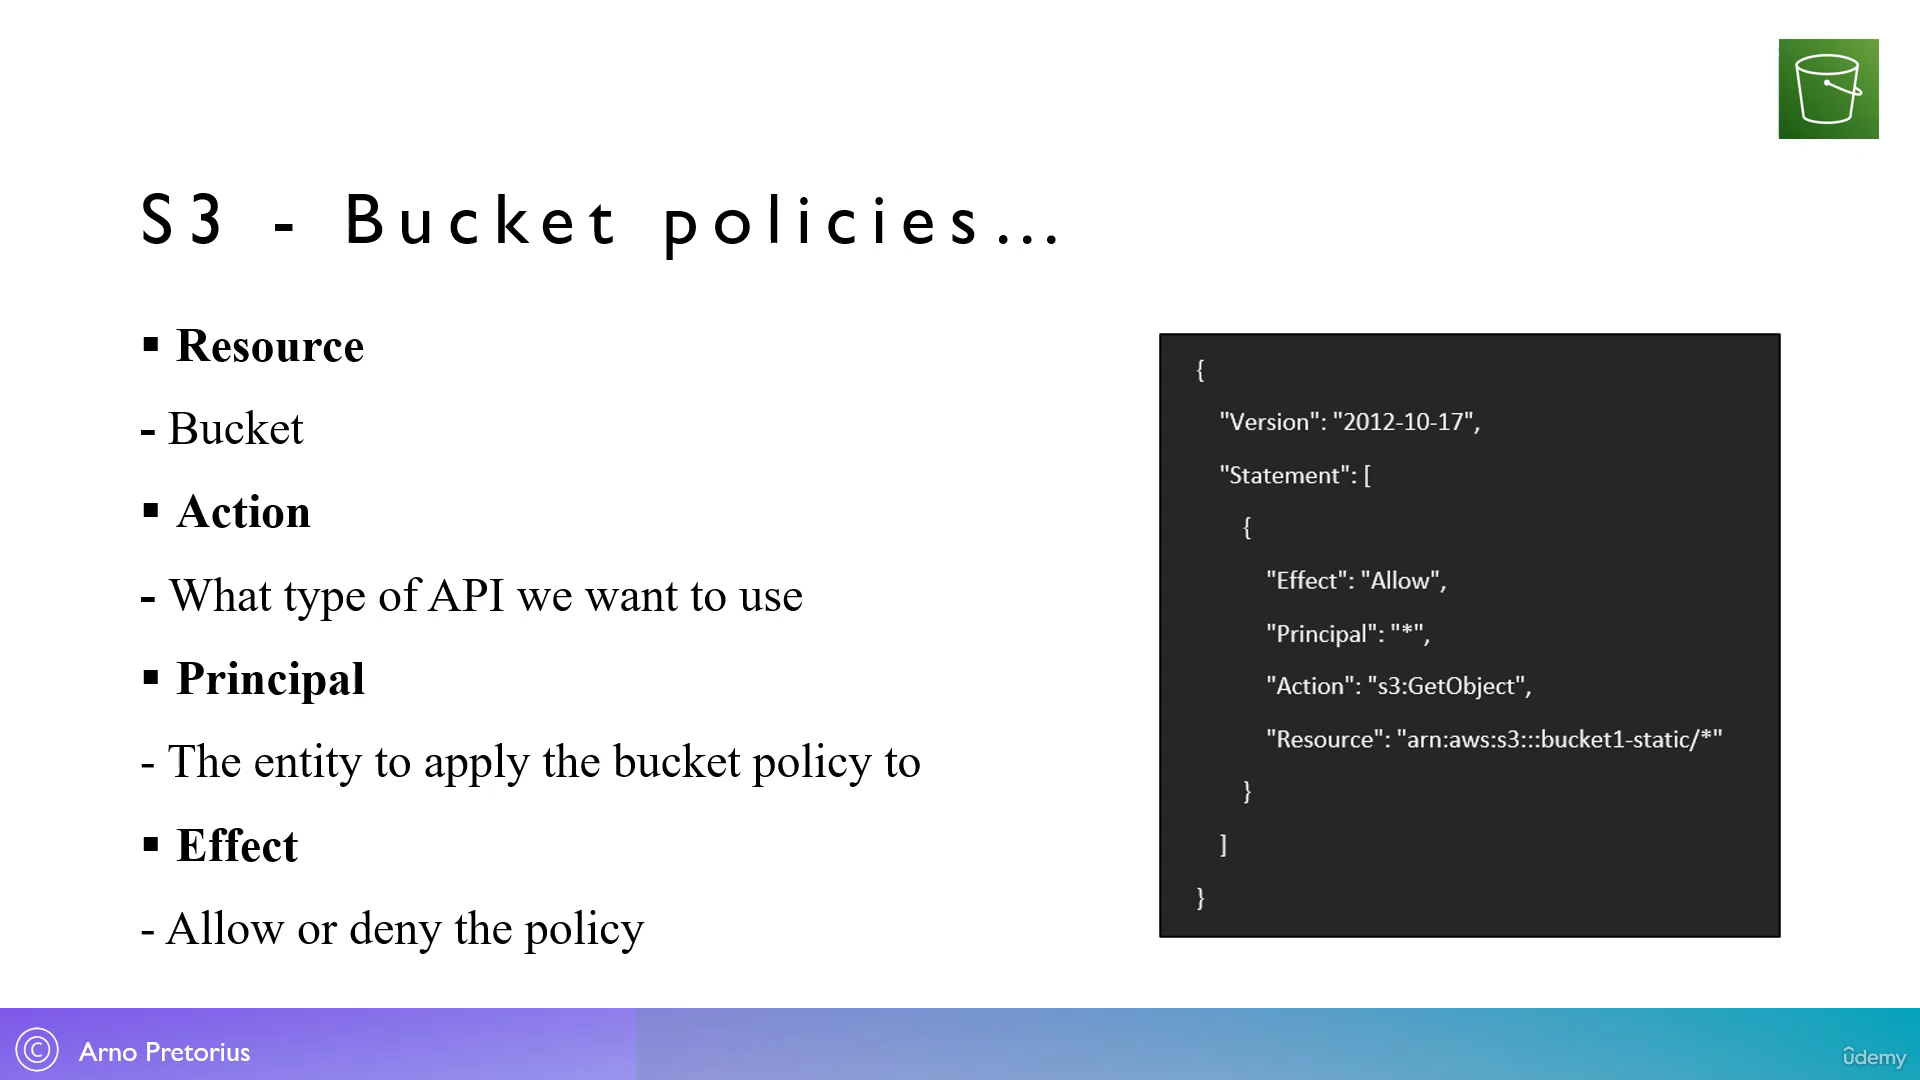 S3 - Bucket policies...
▪ Resource
- Bucket
▪ Action
- What type of API we want to use
▪ Principal
- The entity to apply the bucket policy to
▪ Effect
- Allow or deny the policy
{
"Version": "2012-10-17",
"Statement": [
{
"Effect": "Allow",
"Principal": "*",
"Action": "s3:GetObject",
"Resource": "arn:aws:s3:::bucket1-static/*"
}
]
}
© Arno Pretorius
udemy